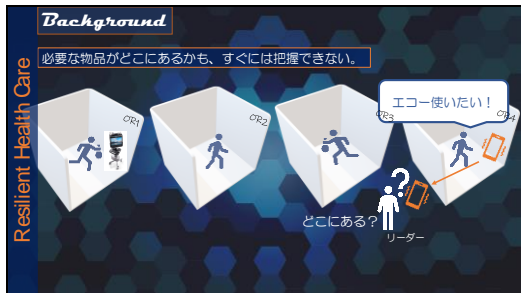 Background
必要な物品がどこにあるかも、すぐには把握できない。
Resilient Health Care
エコー使いたい！
OR1
OR2
OR3
OR4
?
どこにある？
リーダー